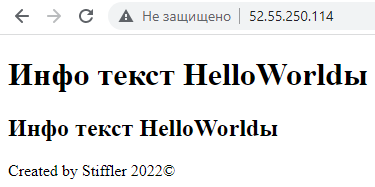 Не защищено | 52.55.250.114
Инфо текст HelloWorldы
Инфо текст HelloWorldы
Created by Stiffler 2022©